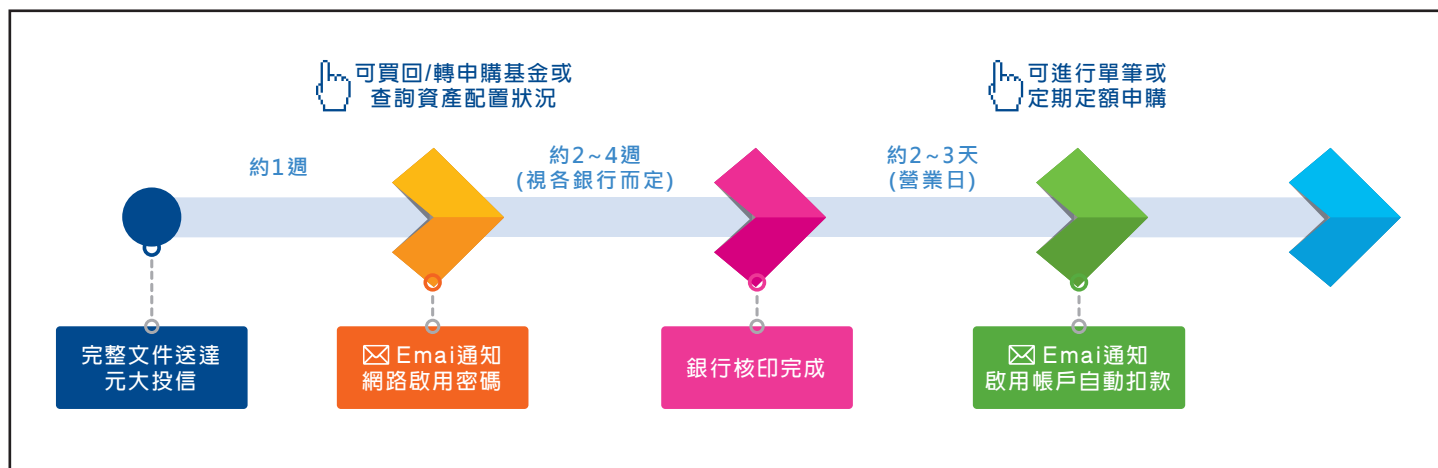 可買回/轉申購基金或
查詢資產配置狀況
可進行單筆或
定期定額申購
約1週
約2~4週
(視各銀行而定)
約2~3天
(營業日)
完整文件送達
元大投信
Emai通知
網路啟用密碼
銀行核印完成
Emai通知
啟用帳戶自動扣款